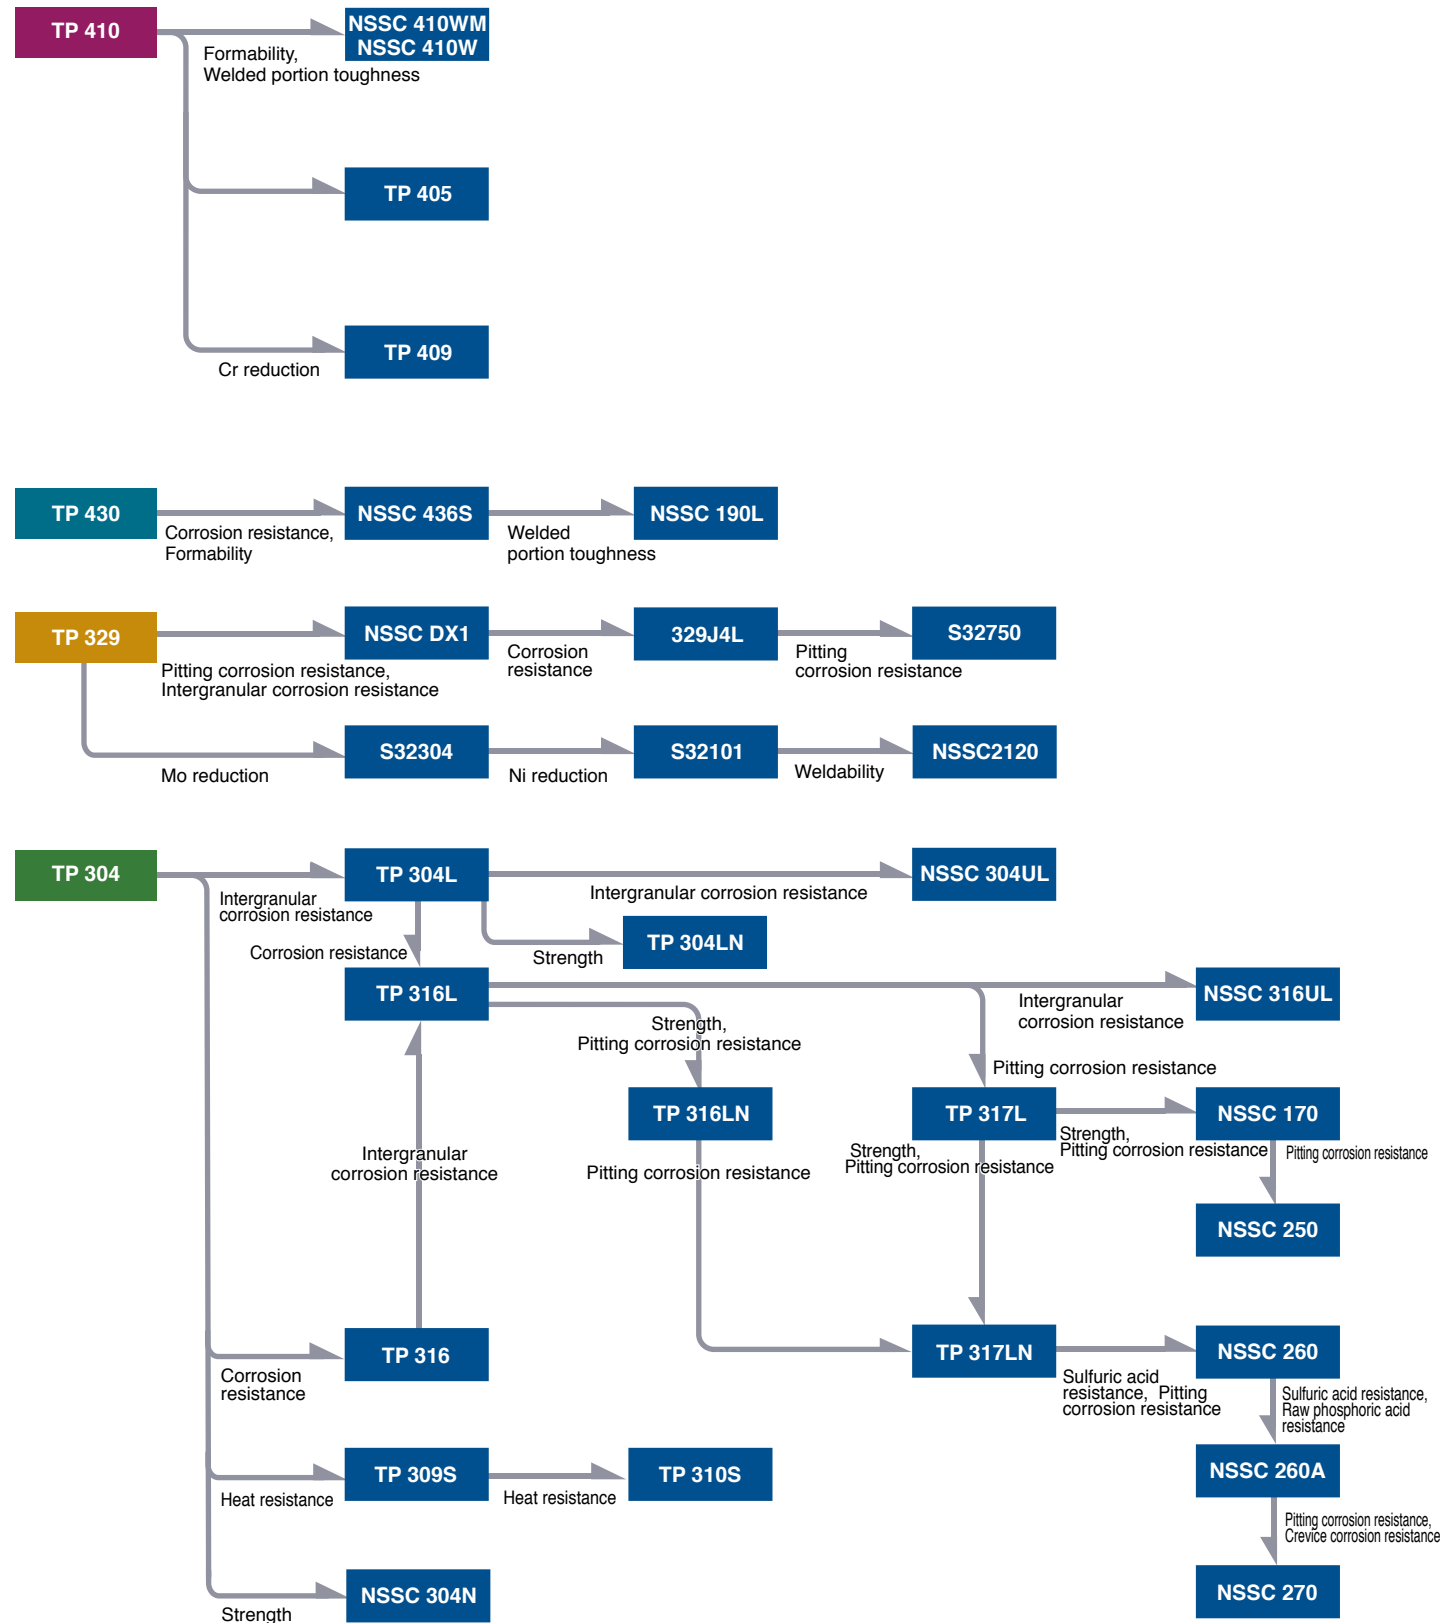 TP 410
NSSC 410WM
NSSC 410W
Formability,
Welded portion toughness
TP 405
TP 409
Cr reduction
TP 430
NSSC 436S
NSSC 190L
Corrosion resistance,
Formability
Welded
portion toughness
TP 329
NSSC DX1
329J4L
S32750
Pitting corrosion resistance,
Intergranular corrosion resistance
Corrosion
resistance
Pitting
corrosion resistance
S32304
S32101
NSSC2120
Mo reduction
Ni reduction
Weldability
TP 304
TP 304L
NSSC 304UL
Intergranular
corrosion resistance
Intergranular corrosion resistance
Corrosion resistance
Strength
TP 304LN
TP 316L
NSSC 316UL
Strength,
Pitting corrosion resistance
Intergranular
corrosion resistance
Pitting corrosion resistance
TP 316LN
TP 317L
NSSC 170
Intergranular
corrosion resistance
Pitting corrosion resistance
Strength,
Pitting corrosion resistance
Strength,
Pitting corrosion resistance
Pitting corrosion resistance
NSSC 250
TP 316
TP 317LN
NSSC 260
Corrosion
resistance
Sulfuric acid
resistance, Pitting
corrosion resistance
Sulfuric acid resistance,
Raw phosphoric acid
resistance
TP 309S
TP 310S
NSSC 260A
Heat resistance
Heat resistance
Pitting corrosion resistance,
Crevice corrosion resistance
NSSC 304N
NSSC 270
Strength